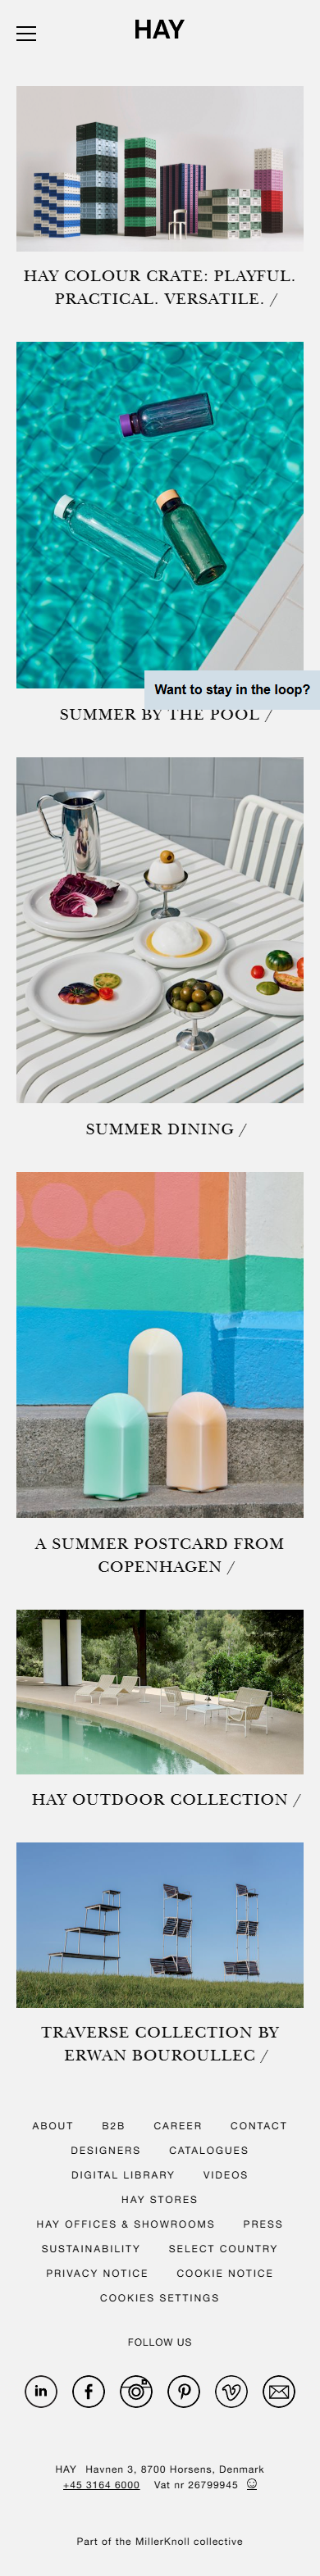 HAY
HAY COLOUR CRATE: PLAYFUL.
PRACTICAL. VERSATILE. /
Want to stay in the loop?
SUMMER BY THE POOL /
SUMMER DINING /
A SUMMER POSTCARD FROM
COPENHAGEN /
HAY OUTDOOR COLLECTION /
TRAVERSE COLLECTION BY
ERWAN BOUROULLEC /
ABOUT B2B CAREER CONTACT
DESIGNERS CATALOGUES
DIGITAL LIBRARY VIDEOS
HAY STORES
HAY OFFICES & SHOWROOMS PRESS
SUSTAINABILITY SELECT COUNTRY
PRIVACY NOTICE COOKIE NOTICE
COOKIES SETTINGS
FOLLOW US
in f
HAY Havnen 3, 8700 Horsens, Denmark
+45 3164 6000 Vat nr 26799945 ☺
Part of the MillerKnoll collective